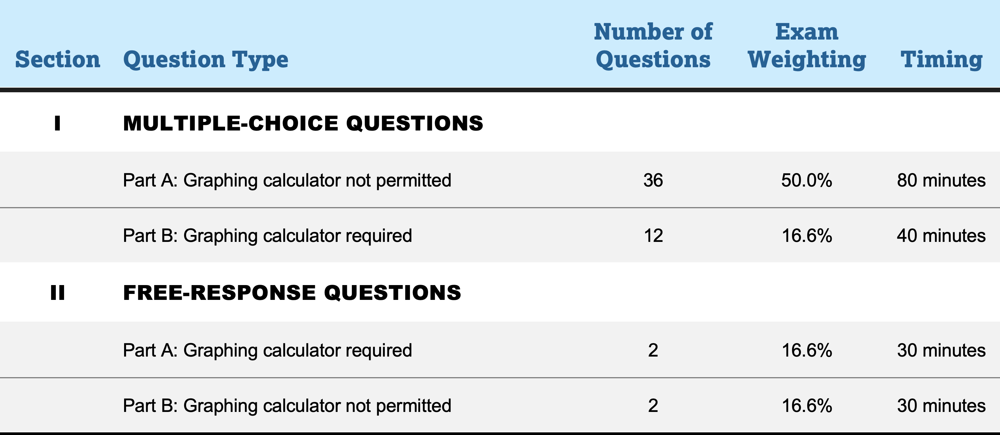 Section Question Type Number of Questions Exam Weighting Timing
I MULTIPLE-CHOICE QUESTIONS
Part A: Graphing calculator not permitted 36 50.0% 80 minutes
Part B: Graphing calculator required 12 16.6% 40 minutes
II FREE-RESPONSE QUESTIONS
Part A: Graphing calculator required 2 16.6% 30 minutes
Part B: Graphing calculator not permitted 2 16.6% 30 minutes